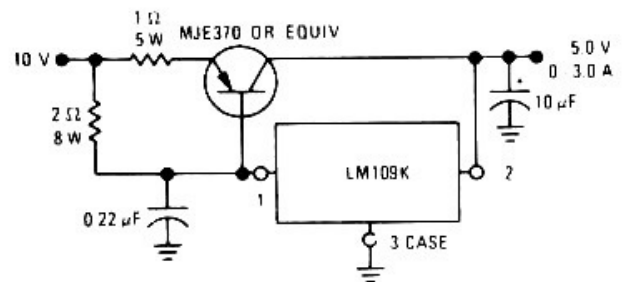 1 Ω
5 W
MJE370 OR EQUIV
10 V
5.0 V
0 3.0 A
+
10 µF
2 Ω
8 W
0 22 µF
1
LM109K
2
3 CASE